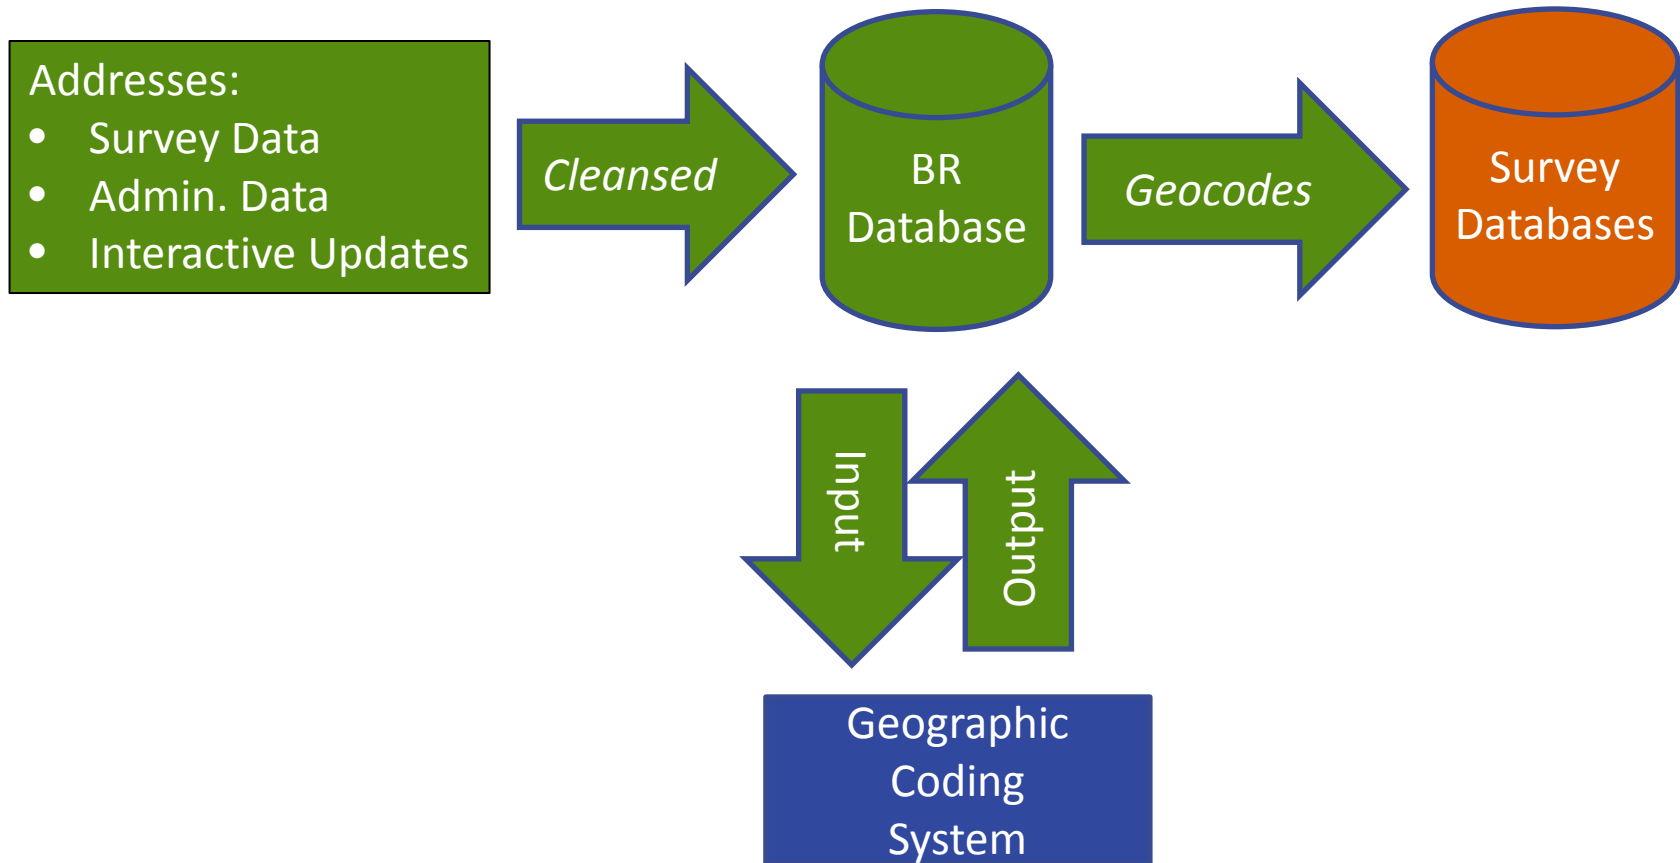 Addresses:
• Survey Data
• Admin. Data
• Interactive Updates
Cleansed
BR
Database
Geocodes
Survey
Databases
Input
Output
Geographic
Coding
System